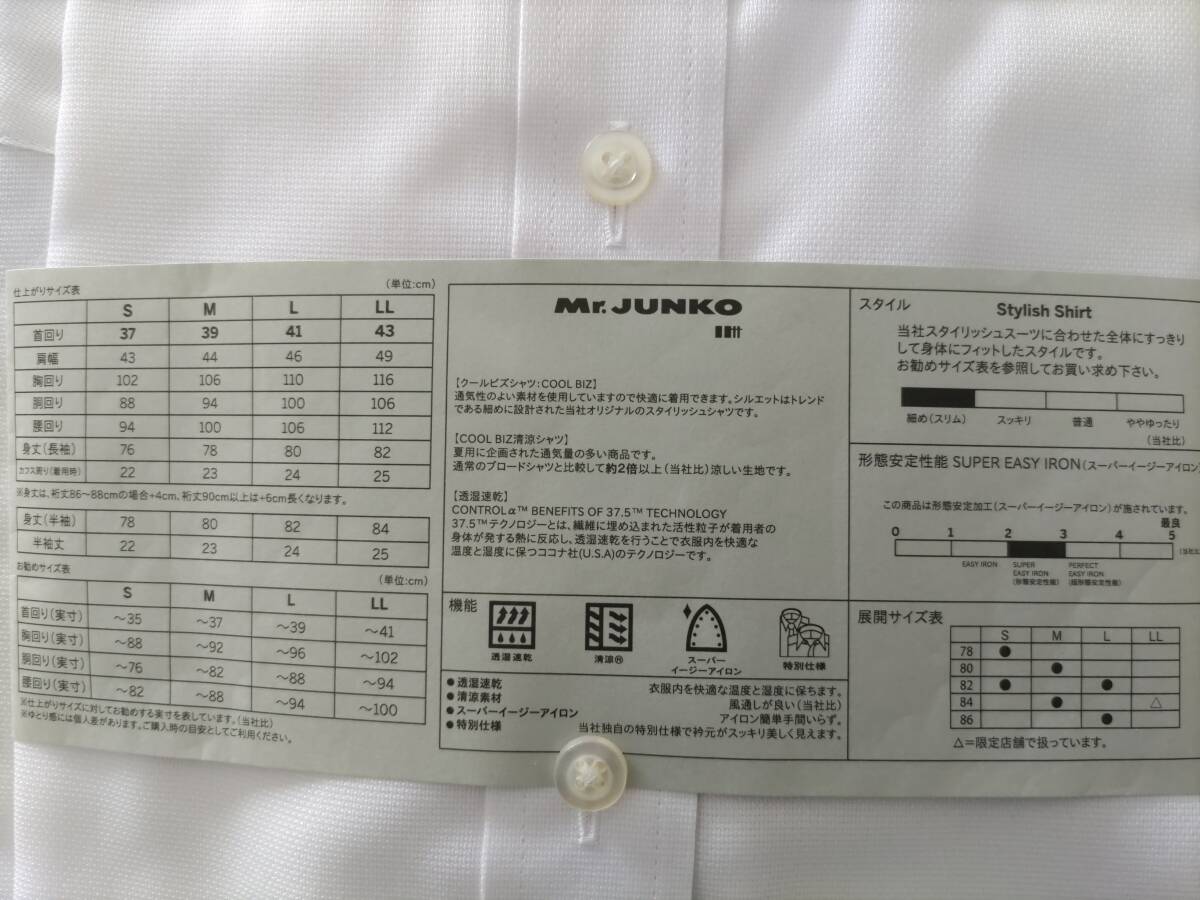 仕上がりサイズ表 (単位:cm)
S M L LL
首回り 37 39 41 43
肩幅 43 44 46 49
胸回り 102 106 110 116
胴回り 88 94 100 106
腰回り 94 100 106 112
身丈(長袖) 76 78 80 82
カフス周り(着用時) 22 23 24 25
※身丈は、裄丈86～88cmの場合+4cm、裄丈90cm以上は+6cm長くなります。
身丈(半袖) 78 80 82 84
半袖丈 22 23 24 25
お勧めサイズ表 (単位:cm)
S M L LL
首回り(実寸) ～35 ～37 ～39 ～41
胸回り(実寸) ～88 ～92 ～96 ～102
胴回り(実寸) ～76 ～82 ～88 ～94
腰回り(実寸) ～82 ～88 ～94 ～100
※仕上がりサイズに対してお勧めする実寸を表しています。(当社比)
※ゆとり感には個人差があります。ご購入時の目安としてご利用ください。
Mr.JUNKO
【クールビズシャツ:COOL BIZ】
通気性のよい素材を使用していますので快適に着用できます。シルエットはトレンド
である細めに設計された当社オリジナルのスタイリッシュシャツです。
【COOL BIZ清涼シャツ】
夏用に企画された通気量の多い商品です。
通常のブロードシャツと比較して約2倍以上(当社比)涼しい生地です。
【透湿速乾】
CONTROLα™ BENEFITS OF 37.5™ TECHNOLOGY
37.5™テクノロジーとは、繊維に埋め込まれた活性粒子が着用者の
身体が発する熱に反応し、透湿速乾を行うことで衣服内を快適な
温度と湿度に保つココナ社(U.S.A)のテクノロジーです。
機能
透湿速乾 清涼Ⓡ スーパー
イージーアイロン 特別仕様
●透湿速乾 衣服内を快適な温度と湿度に保ちます。
●清涼素材 風通しが良い(当社比)
●スーパーイージーアイロン アイロン簡単手間いらず。
●特別仕様 当社独自の特別仕様で衿元がスッキリ美しく見えます。
スタイル Stylish Shirt
当社スタイリッシュスーツに合わせた全体にすっきり
して身体にフィットしたスタイルです。
お勧めサイズ表を参照してお買い求め下さい。
細め(スリム) スッキリ 普通 ややゆったり
(当社比)
形態安定性能 SUPER EASY IRON(スーパーイージーアイロン
この商品は形態安定加工(スーパーイージーアイロン)が施されています。
最良
0 1 2 3 4 5
(当社比
EASY IRON SUPER EASY IRON (形態安定性能) PERFECT EASY IRON (超形態安定性能)
展開サイズ表
S M L LL
78 ●
80 ●
82 ● ●
84 ● △
86 ●
△=限定店舗で扱っています。